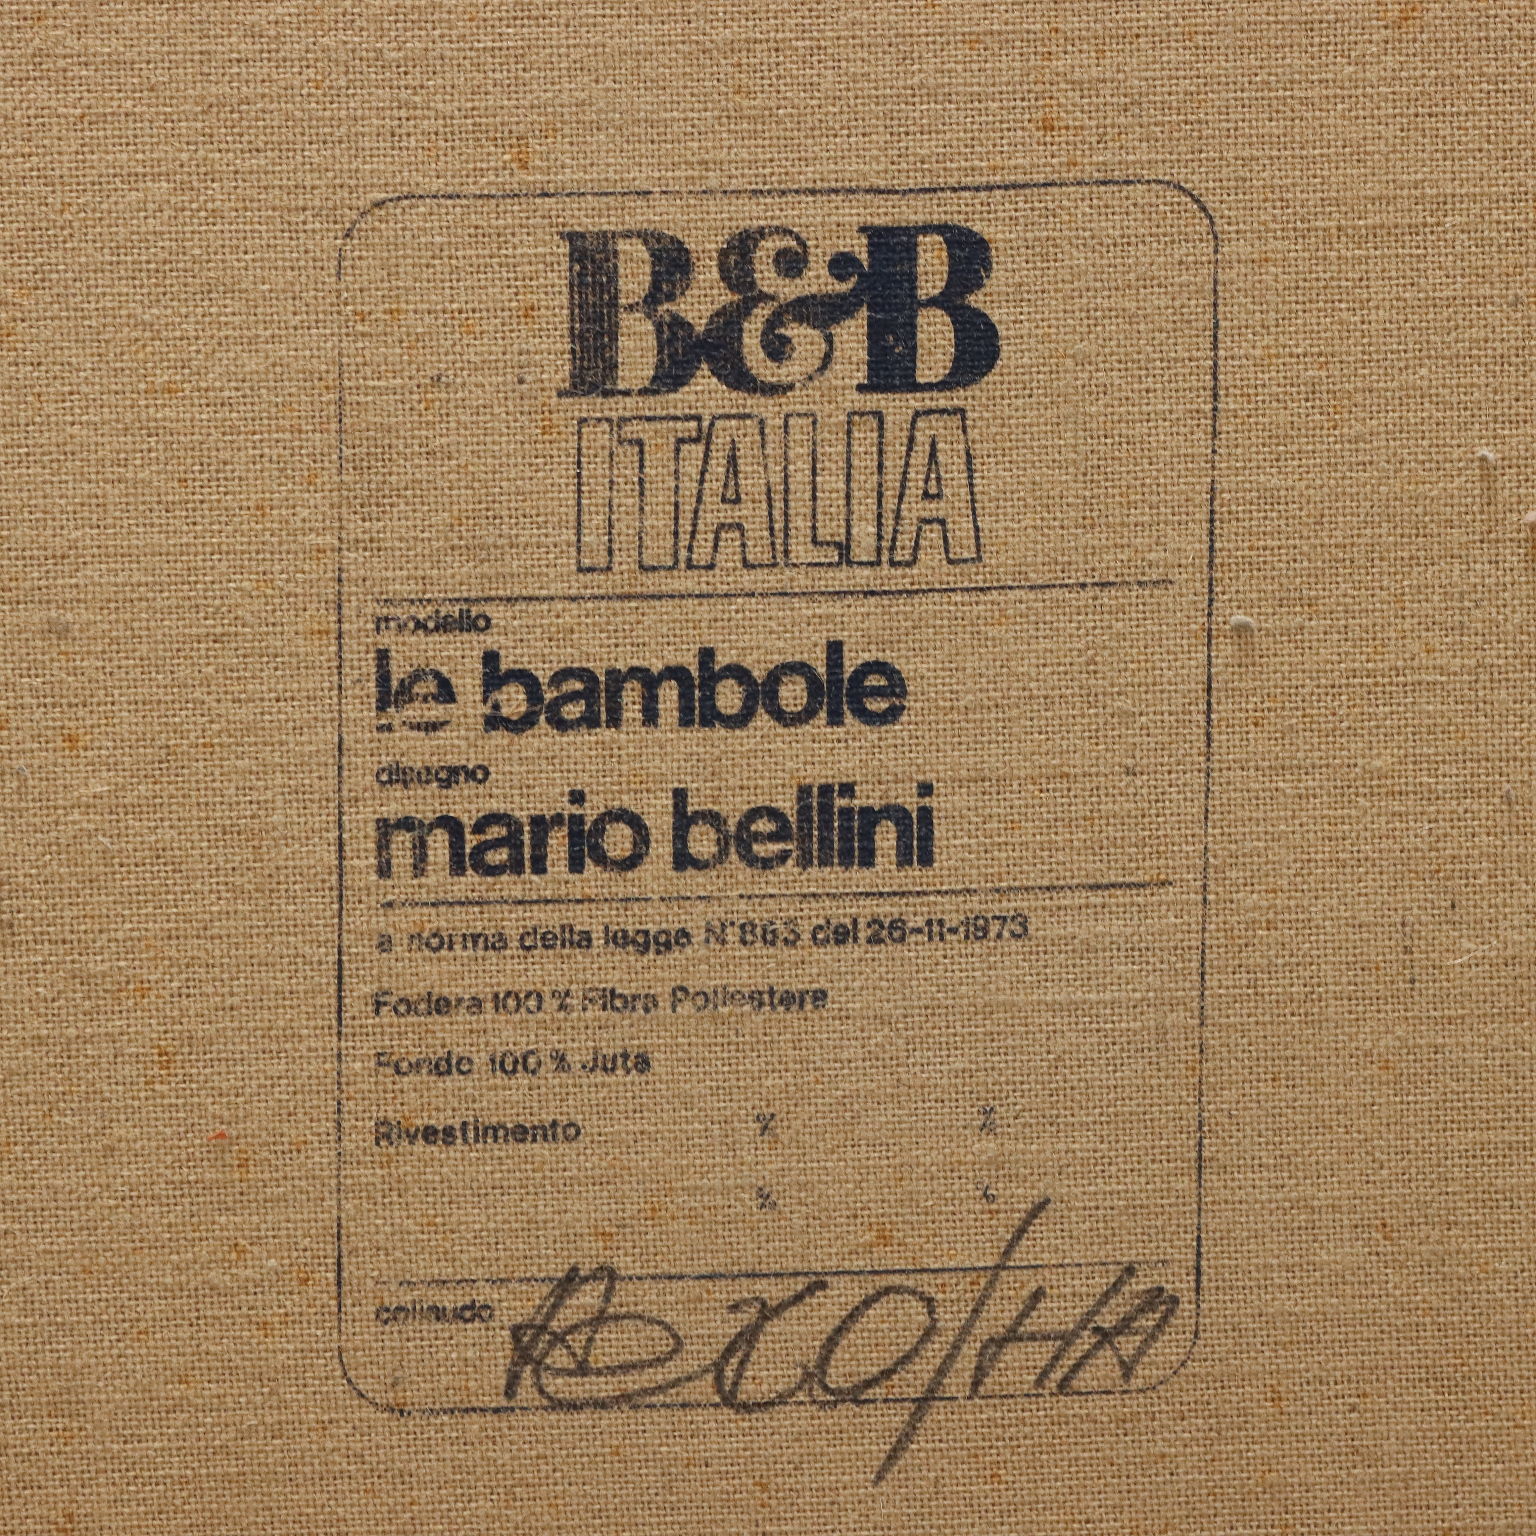 B&B
ITALIA
modello
le bambole
disegno
mario bellini
a norma della legge N°863 del 26-11-1973
Fodera 100 % Fibra Poliestere
Fondo 100 % Juta
Rivestimento % %
% %
collaudo